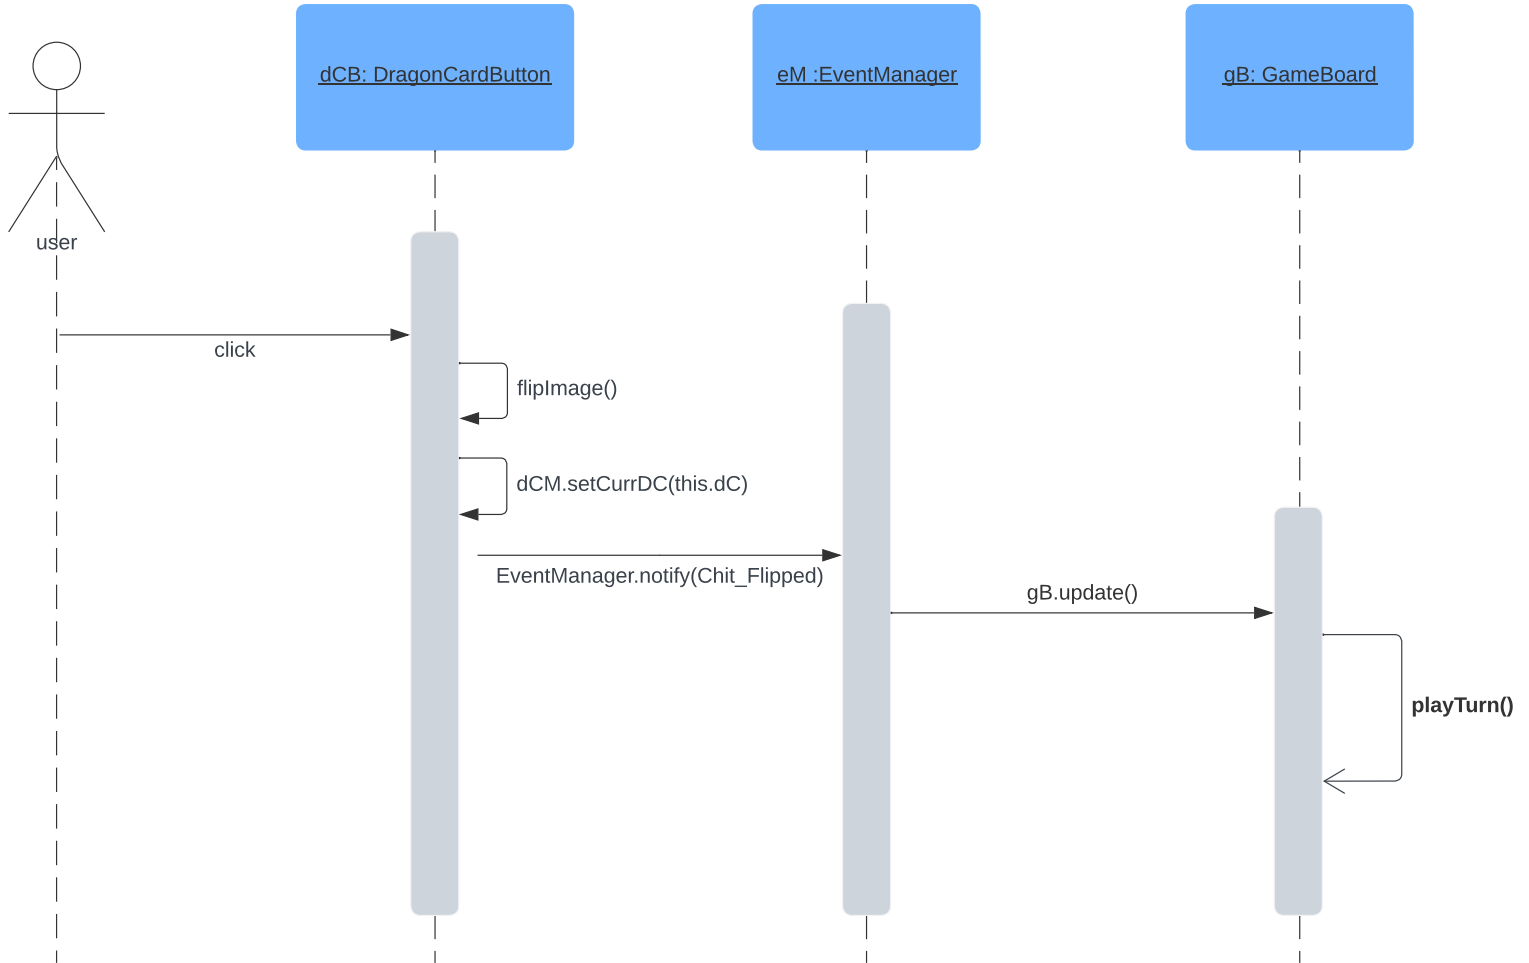 dCB: DragonCardButton
eM :EventManager
gB: GameBoard
user
click
flipImage()
dCM.setCurrDC(this.dC)
EventManager.notify(Chit_Flipped)
gB.update()
playTurn()